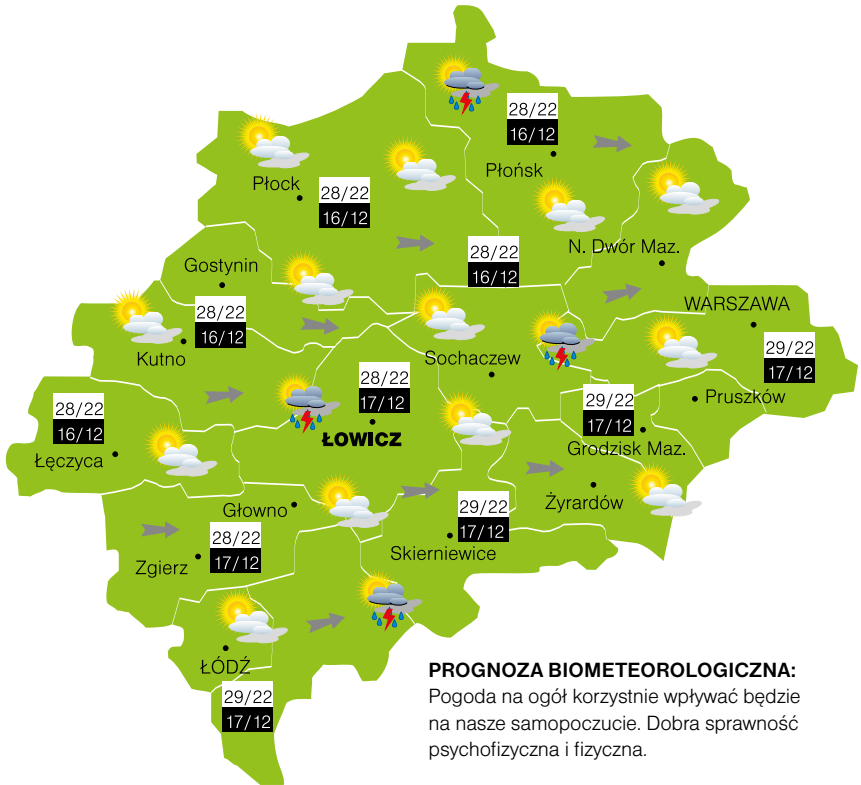 28/22
16/12
Płońsk
Płock
28/22
16/12
N. Dwór Maz.
28/22
16/12
Gostynin
28/22
16/12
Kutno
WARSZAWA
29/22
17/12
Sochaczew
28/22
17/12
ŁOWICZ
Pruszków
29/22
17/12
Grodzisk Maz.
28/22
16/12
Łęczyca
Żyrardów
Głowno
29/22
17/12
Skierniewice
28/22
17/12
Zgierz
ŁÓDŹ
29/22
17/12
PROGNOZA BIOMETEOROLOGICZNA:
Pogoda na ogół korzystnie wpływać będzie
na nasze samopoczucie. Dobra sprawność
psychofizyczna i fizyczna.